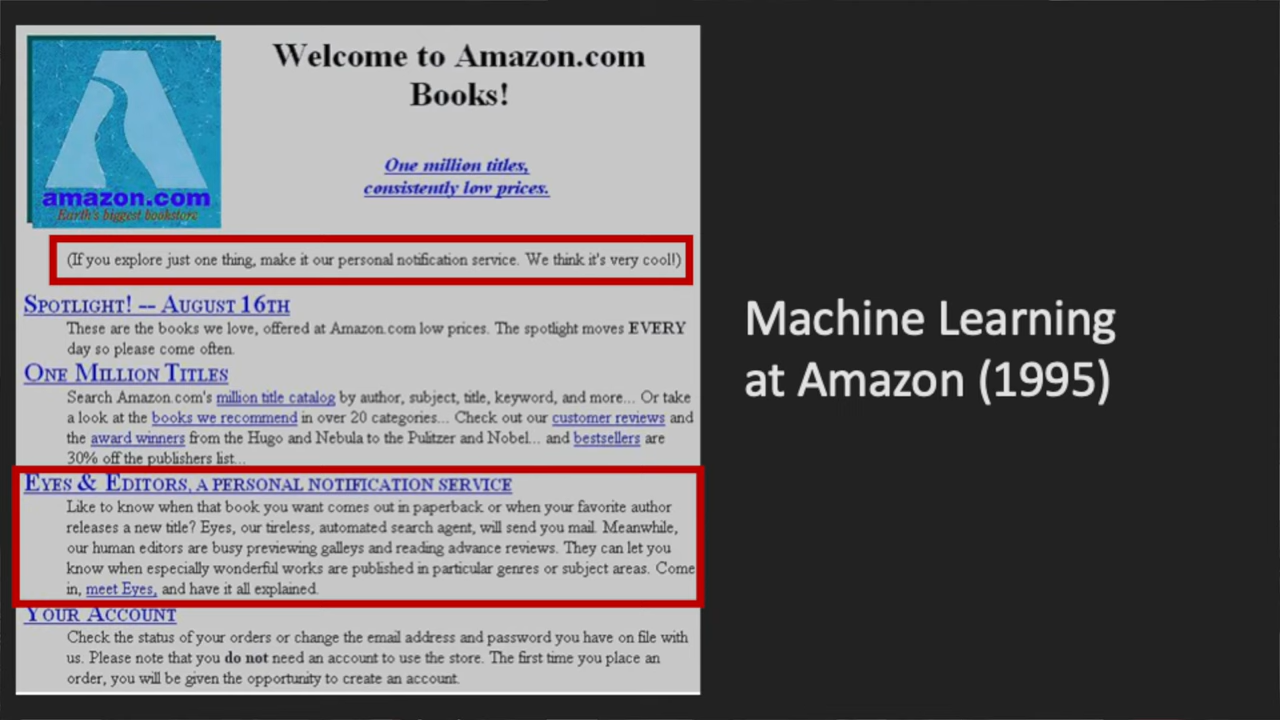 Welcome to Amazon.com
Books!
One million titles,
consistently low prices.
amazon.com
Earth's biggest bookstore
(If you explore just one thing, make it our personal notification service. We think it's very cool!)
SPOTLIGHT! -- AUGUST 16TH
These are the books we love, offered at Amazon.com low prices. The spotlight moves EVERY
day so please come often.
ONE MILLION TITLES
Search Amazon.com's million title catalog by author, subject, title, keyword, and more... Or take
a look at the books we recommend in over 20 categories... Check out our customer reviews and
the award winners from the Hugo and Nebula to the Pulitzer and Nobel... and bestsellers are
30% off the publishers list...
EYES & EDITORS, A PERSONAL NOTIFICATION SERVICE
Like to know when that book you want comes out in paperback or when your favorite author
releases a new title? Eyes, our tireless, automated search agent, will send you mail. Meanwhile,
our human editors are busy previewing galleys and reading advance reviews. They can let you
know when especially wonderful works are published in particular genres or subject areas. Come
in, meet Eyes, and have it all explained.
YOUR ACCOUNT
Check the status of your orders or change the email address and password you have on file with
us. Please note that you do not need an account to use the store. The first time you place an
order, you will be given the opportunity to create an account.
Machine Learning
at Amazon (1995)